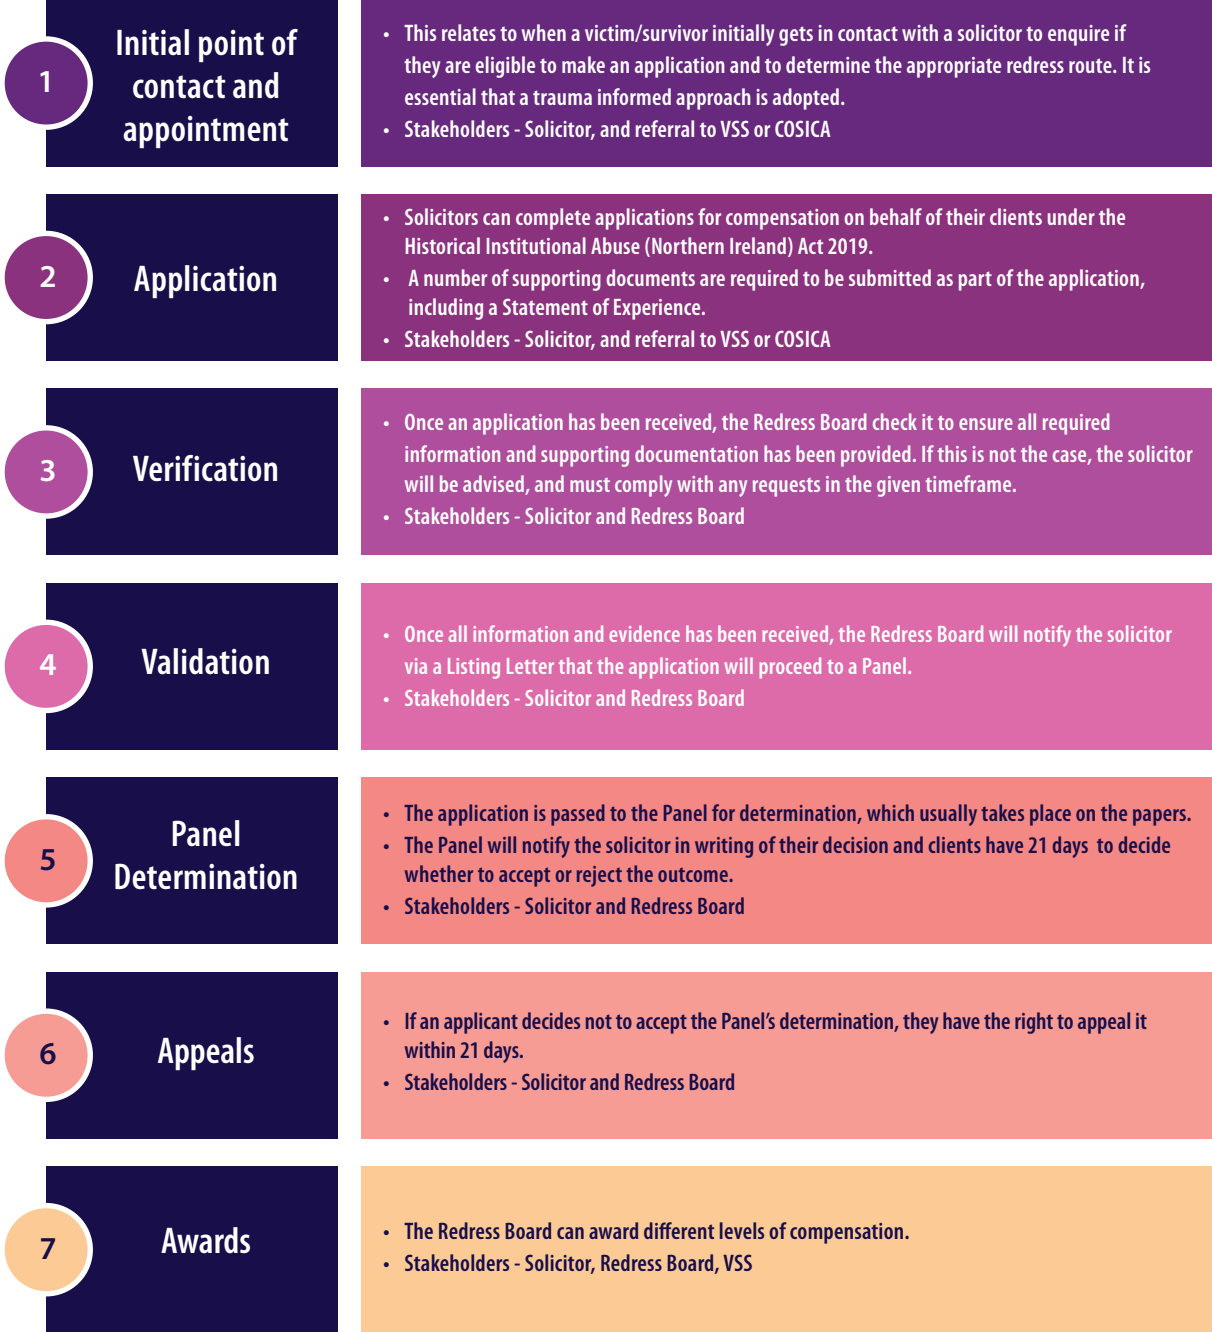 1
Initial point of
contact and
appointment
• This relates to when a victim/survivor initially gets in contact with a solicitor to enquire if
they are eligible to make an application and to determine the appropriate redress route. It is
essential that a trauma informed approach is adopted.
• Stakeholders - Solicitor, and referral to VSS or COSICA
2
Application
• Solicitors can complete applications for compensation on behalf of their clients under the
Historical Institutional Abuse (Northern Ireland) Act 2019.
• A number of supporting documents are required to be submitted as part of the application,
including a Statement of Experience.
• Stakeholders - Solicitor, and referral to VSS or COSICA
3
Verification
• Once an application has been received, the Redress Board check it to ensure all required
information and supporting documentation has been provided. If this is not the case, the solicitor
will be advised, and must comply with any requests in the given timeframe.
• Stakeholders - Solicitor and Redress Board
4
Validation
• Once all information and evidence has been received, the Redress Board will notify the solicitor
via a Listing Letter that the application will proceed to a Panel.
• Stakeholders - Solicitor and Redress Board
5
Panel
Determination
• The application is passed to the Panel for determination, which usually takes place on the papers.
• The Panel will notify the solicitor in writing of their decision and clients have 21 days to decide
whether to accept or reject the outcome.
• Stakeholders - Solicitor and Redress Board
6
Appeals
• If an applicant decides not to accept the Panel's determination, they have the right to appeal it
within 21 days.
• Stakeholders - Solicitor and Redress Board
7
Awards
• The Redress Board can award different levels of compensation.
• Stakeholders - Solicitor, Redress Board, VSS